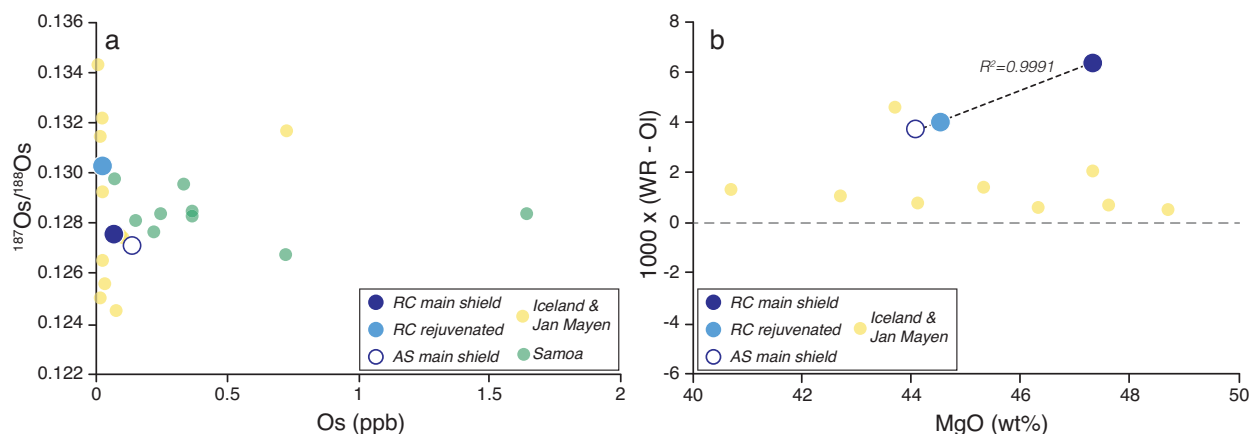 a
0.136
0.134
0.132
0.130
0.128
0.126
0.124
0.122
187Os/188Os
0
0.5
1
1.5
2
Os (ppb)
RC main shield
RC rejuvenated
AS main shield
Iceland &
Jan Mayen
Samoa
b
8
6
4
2
0
-2
-4
-6
1000 x (WR - Ol)
R²=0.9991
40
42
44
46
48
50
MgO (wt%)
RC main shield
RC rejuvenated
AS main shield
Iceland &
Jan Mayen